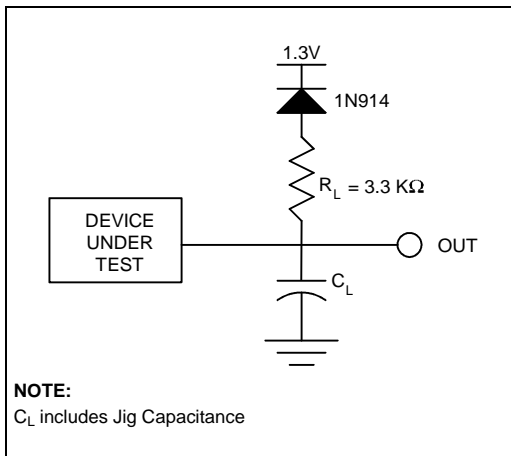 1.3V
1N914
R_L = 3.3 KΩ
DEVICE
UNDER
TEST
OUT
C_L
NOTE:
C_L includes Jig Capacitance